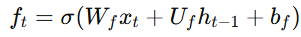 f_t = σ(W_f x_t + U_f h_{t−1} + b_f)